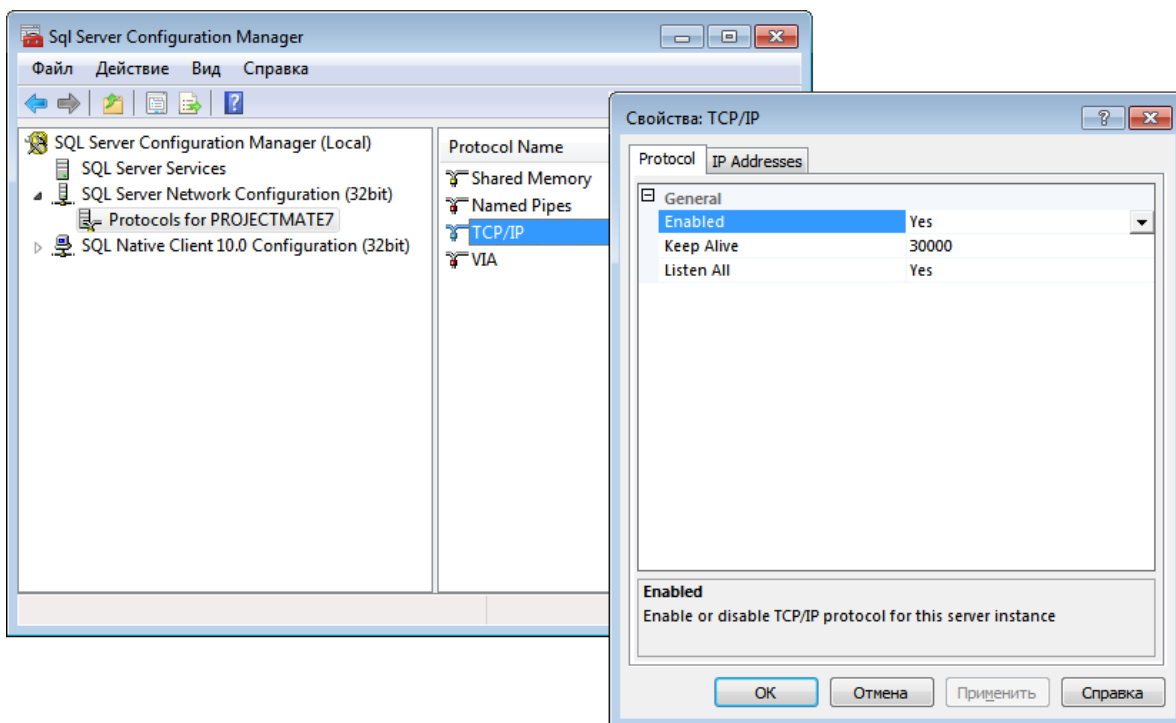 Sql Server Configuration Manager
Файл Действие Вид Справка
SQL Server Configuration Manager (Local)
SQL Server Services
SQL Server Network Configuration (32bit)
Protocols for PROJECTMATE7
SQL Native Client 10.0 Configuration (32bit)
Protocol Name
Shared Memory
Named Pipes
TCP/IP
VIA
Свойства: TCP/IP
Protocol IP Addresses
General
Enabled Yes
Keep Alive 30000
Listen All Yes
Enabled
Enable or disable TCP/IP protocol for this server instance
OK Отмена Применить Справка